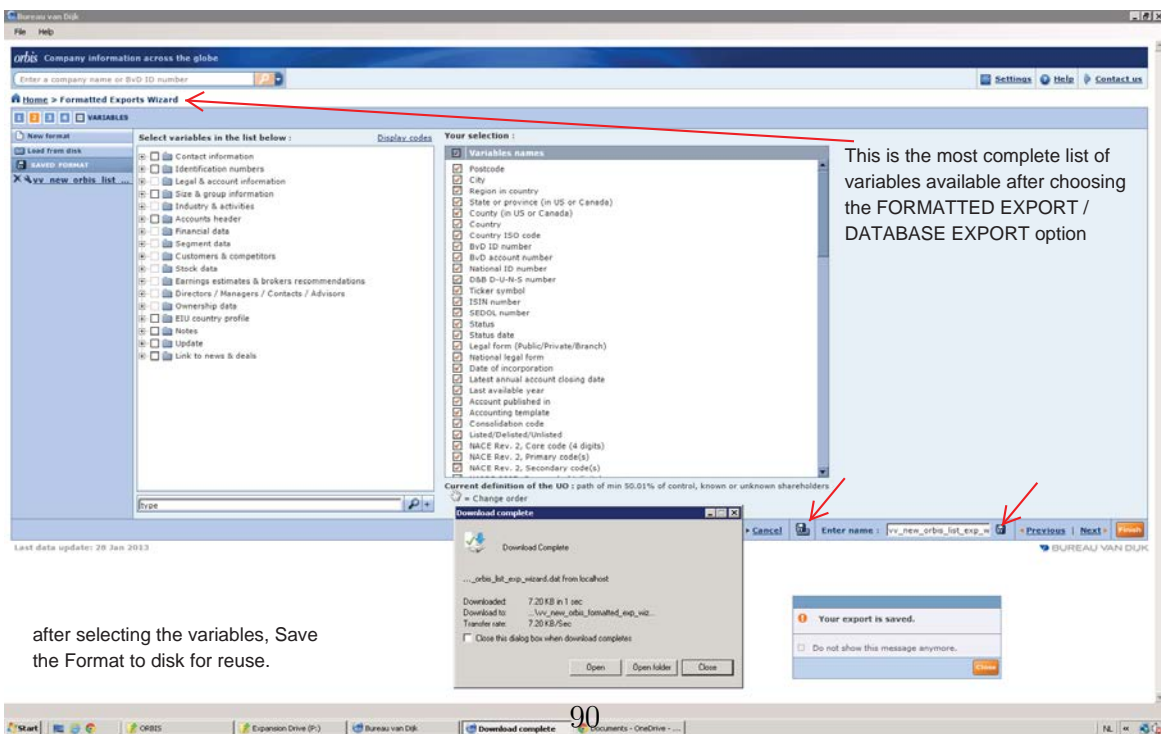 Bureau van Dijk
File Help
orbis Company information across the globe
Enter a company name or BvD ID number
Settings Help Contact us
Home > Formatted Exports Wizard
1 2 3 4 VARIABLES
New format
Load from disk
SAVED FORMAT
vv_new_orbis_list_...
Select variables in the list below :
Display codes
Contact information
Identification numbers
Legal & account information
Size & group information
Industry & activities
Accounts header
Financial data
Segment data
Customers & competitors
Stock data
Earnings estimates & brokers recommendations
Directors / Managers / Contacts / Advisors
Ownership data
EIU country profile
Notes
Update
Link to news & deals
type
Your selection :
Variables names
Postcode
City
Region in country
State or province (in US or Canada)
County (in US or Canada)
Country
Country ISO code
BvD ID number
BvD account number
National ID number
D&B D-U-N-S number
Ticker symbol
ISIN number
SEDOL number
Status
Status date
Legal form (Public/Private/Branch)
National legal form
Date of incorporation
Latest annual account closing date
Last available year
Account published in
Accounting template
Consolidation code
Listed/Delisted/Unlisted
NACE Rev. 2, Core code (4 digits)
NACE Rev. 2, Primary code(s)
NACE Rev. 2, Secondary code(s)
Current definition of the UO : path of min 50.01% of control, known or unknown shareholders
= Change order
This is the most complete list of
variables available after choosing
the FORMATTED EXPORT /
DATABASE EXPORT option
Cancel Enter name : vv_new_orbis_list_exp_w Previous | Next Finish
Last data update: 28 Jan 2013
BUREAU VAN DIJK
Download complete
Download Complete
...._orbis_list_exp_wizard.dat from localhost
Downloaded: 7.20 KB in 1 sec
Download to: ...\vv_new_orbis_formatted_exp_wiz...
Transfer rate: 7.20 KB/Sec
Close this dialog box when download completes
Open Open folder Close
Your export is saved.
Do not show this message anymore.
Close
after selecting the variables, Save
the Format to disk for reuse.
90
Start ORBIS Expansion Drive (P:) Bureau van Dijk Download complete Documents - OneDrive - ... NL